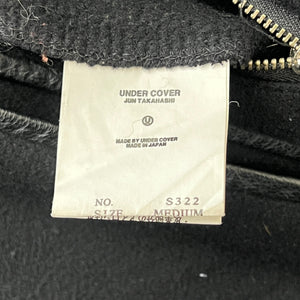 UNDER COVER
JUN TAKAHASHI
U
MADE BY UNDER COVER
MADE IN JAPAN
NO. S322
SIZE MEDIUM